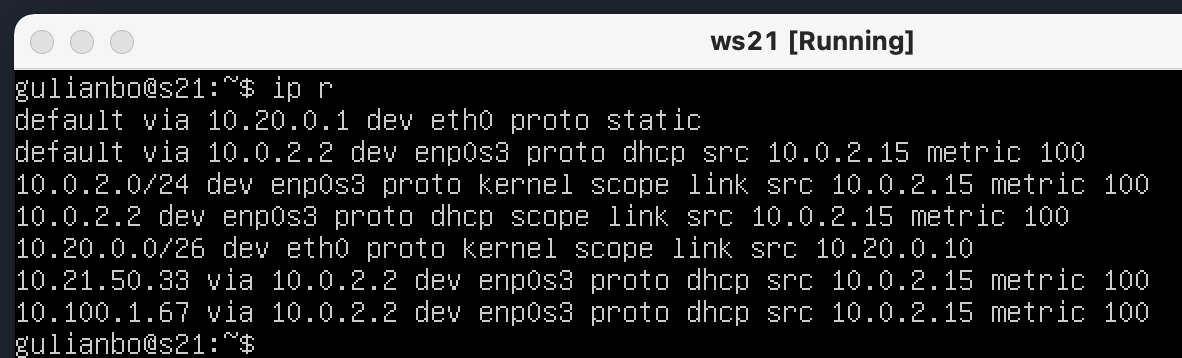 ws21 [Running]
gulianbo@s21:~$ ip r
default via 10.20.0.1 dev eth0 proto static
default via 10.0.2.2 dev enp0s3 proto dhcp src 10.0.2.15 metric 100
10.0.2.0/24 dev enp0s3 proto kernel scope link src 10.0.2.15 metric 100
10.0.2.2 dev enp0s3 proto dhcp scope link src 10.0.2.15 metric 100
10.20.0.0/26 dev eth0 proto kernel scope link src 10.20.0.10
10.21.50.33 via 10.0.2.2 dev enp0s3 proto dhcp src 10.0.2.15 metric 100
10.100.1.67 via 10.0.2.2 dev enp0s3 proto dhcp src 10.0.2.15 metric 100
gulianbo@s21:~$